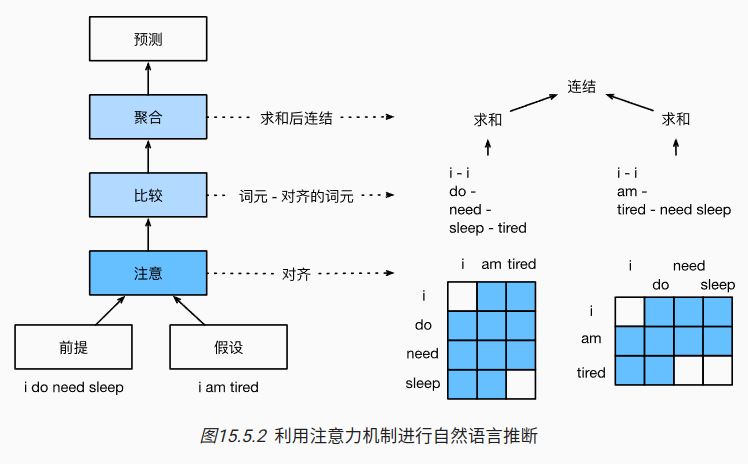 预测
聚合
求和后连结
比较
词元 - 对齐的词元
注意
对齐
前提
假设
i do need sleep
i am tired
连结
求和
求和
i - i
do -
need -
sleep - tired
i - i
am -
tired - need sleep
i am tired
i
do
need
sleep
i need
do sleep
i
am
tired
图15.5.2 利用注意力机制进行自然语言推断